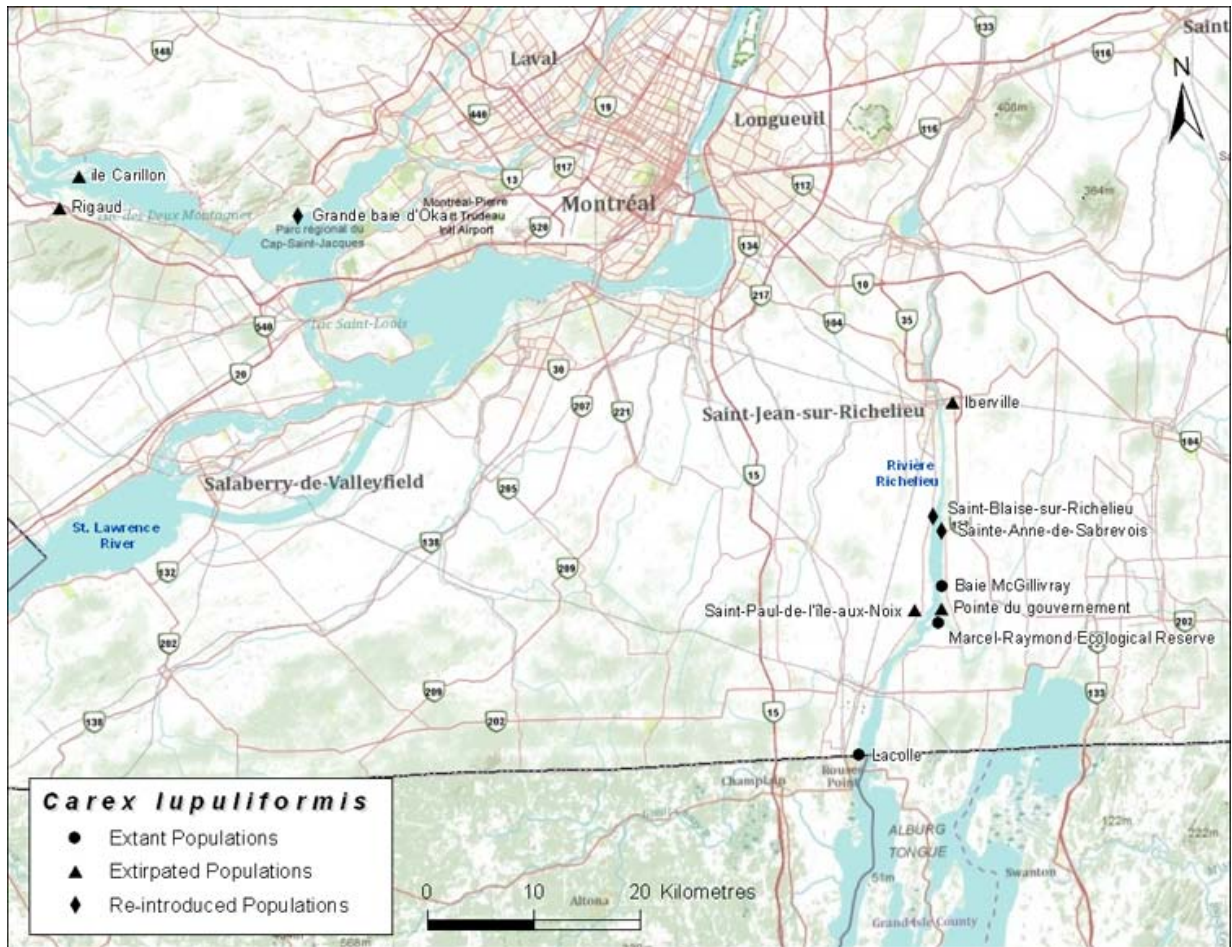 148
Laval
133
Saint
116
N
440
19
Longueuil
408m
116
ile Carillon
117
13
112
364m
Rigaud
Lac des Deux Montagnes
Grande baie d'Oka
Montréal-Pierre
Trudeau
Intl Airport
Parc régional du
Cap-Saint-Jacques
Montréal
520
134
217
10
540
Lac Saint-Louis
104
35
20
30
207
221
Saint-Jean-sur-Richelieu
Iberville
104
15
Rivière
Richelieu
Salaberry-de-Valleyfield
205
St. Lawrence
River
138
Saint-Blaise-sur-Richelieu
Sainte-Anne-de-Sabrevois
132
209
Baie McGillivray
Saint-Paul-de-l'île-aux-Noix
Pointe du gouvernement
202
202
Marcel-Raymond Ecological Reserve
209
133
138
202
15
Lacolle
Champlain
Rouses
Point
Carex lupuliformis
Extant Populations
Extirpated Populations
Re-introduced Populations
ALBURG
TONGUE
122m
222m
51m
Swanton
0 10 20 Kilometres
Altona
Grand Isle County
568m